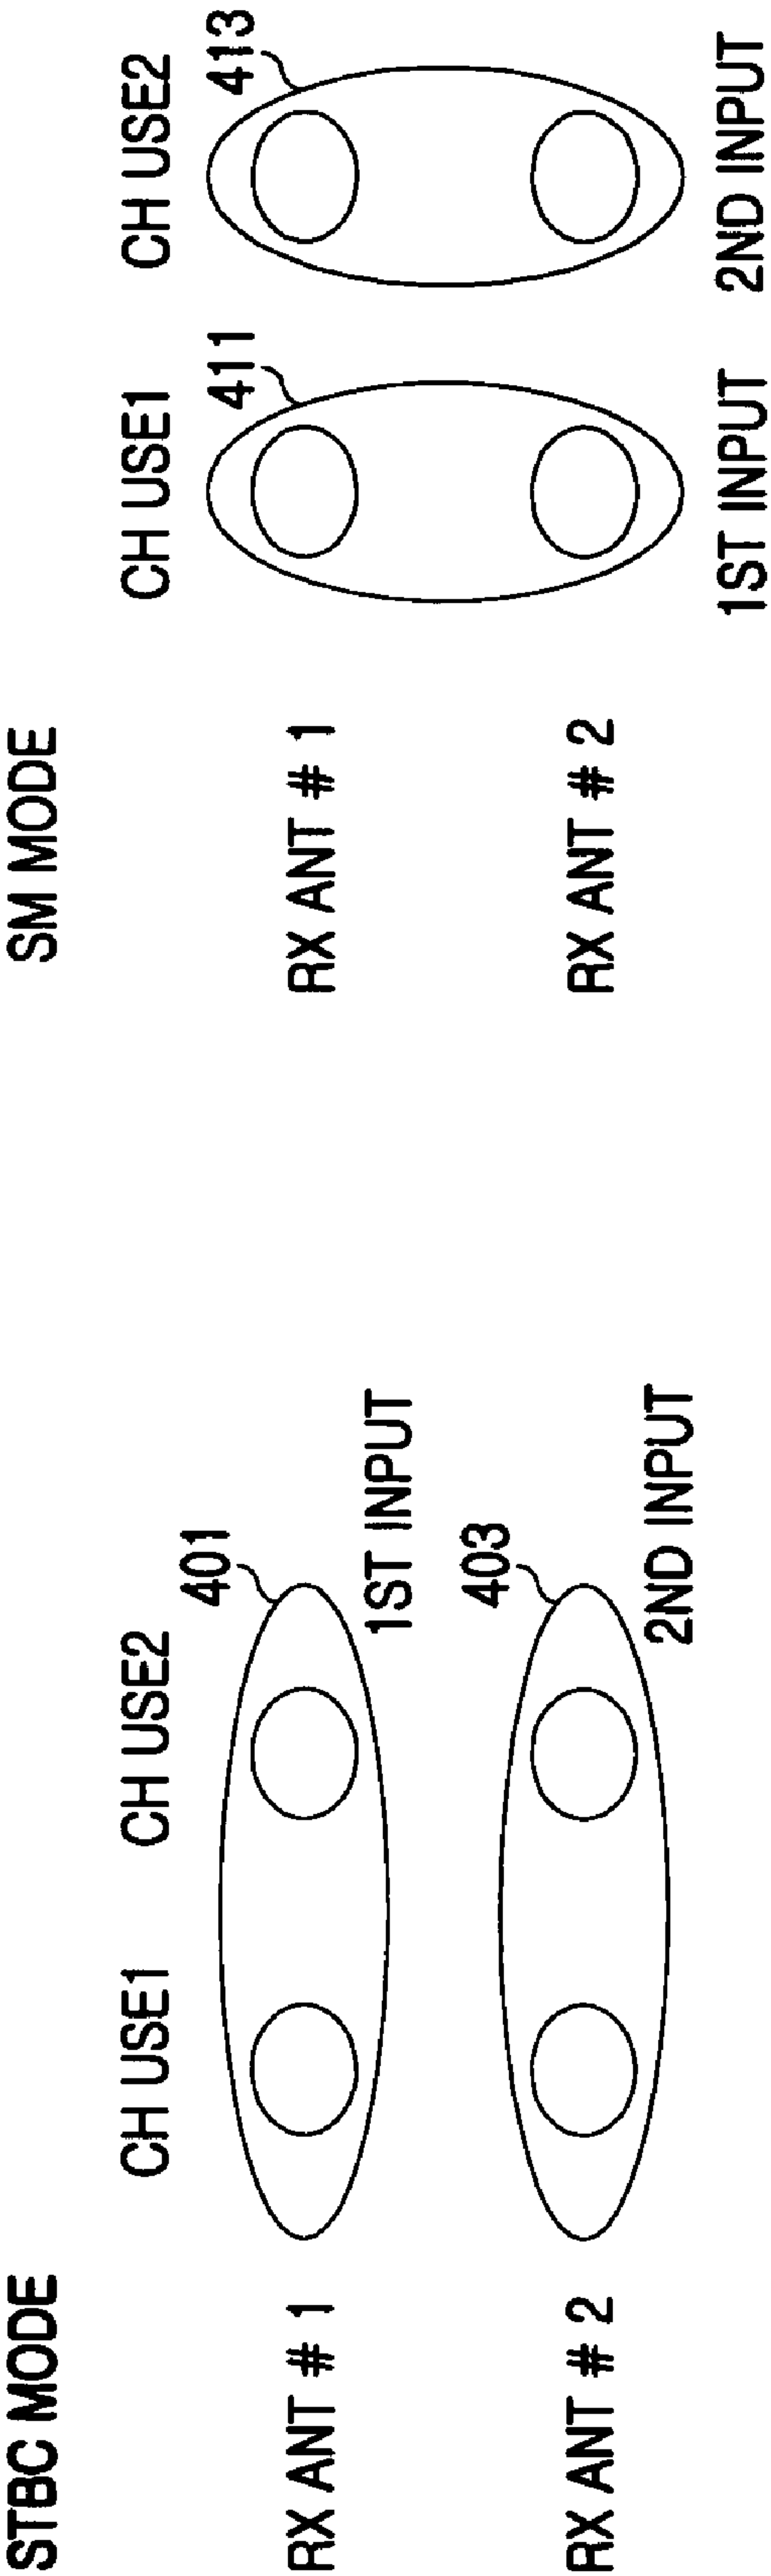 STBC MODE
CH USE1
CH USE2
RX ANT # 1
401
1ST INPUT
RX ANT # 2
403
2ND INPUT
SM MODE
CH USE1
CH USE2
RX ANT # 1
411
413
RX ANT # 2
1ST INPUT
2ND INPUT